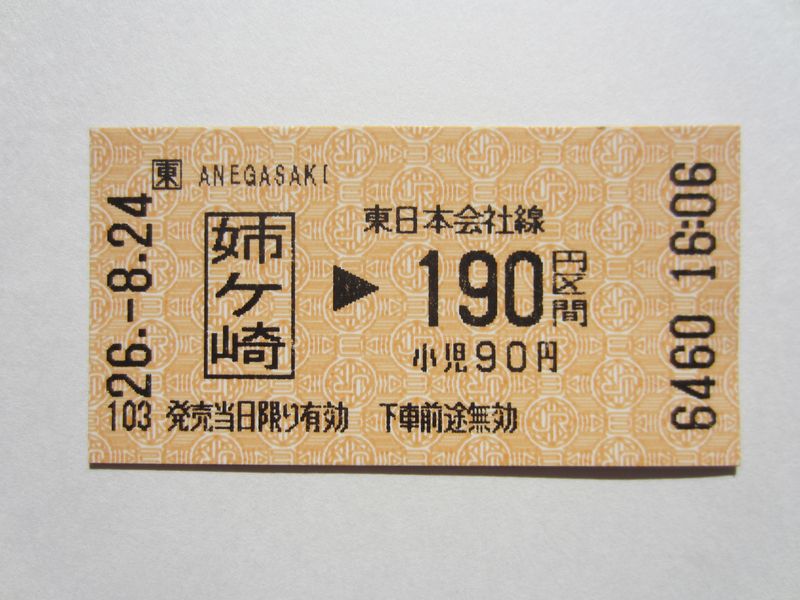 東 ANEGASAKI
姉ケ崎
東日本会社線
▶ 190円区間
小児90円
103 発売当日限り有効 下車前途無効
26.-8.24
6460 16:06